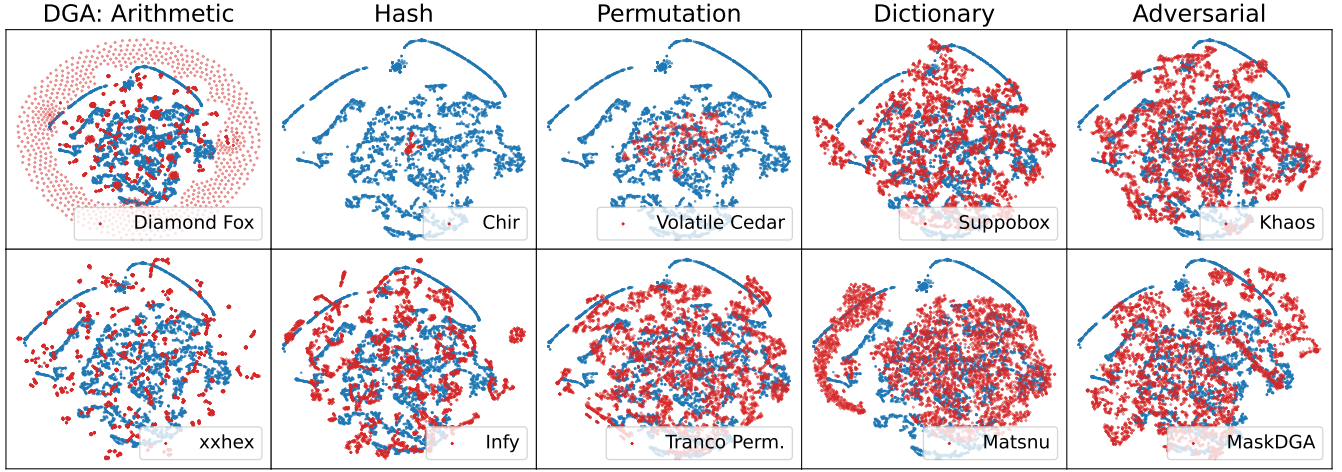 DGA: Arithmetic
Hash
Permutation
Dictionary
Adversarial
Diamond Fox
Chir
Volatile Cedar
Suppobox
Khaos
xxhex
Infy
Tranco Perm.
Matsnu
MaskDGA